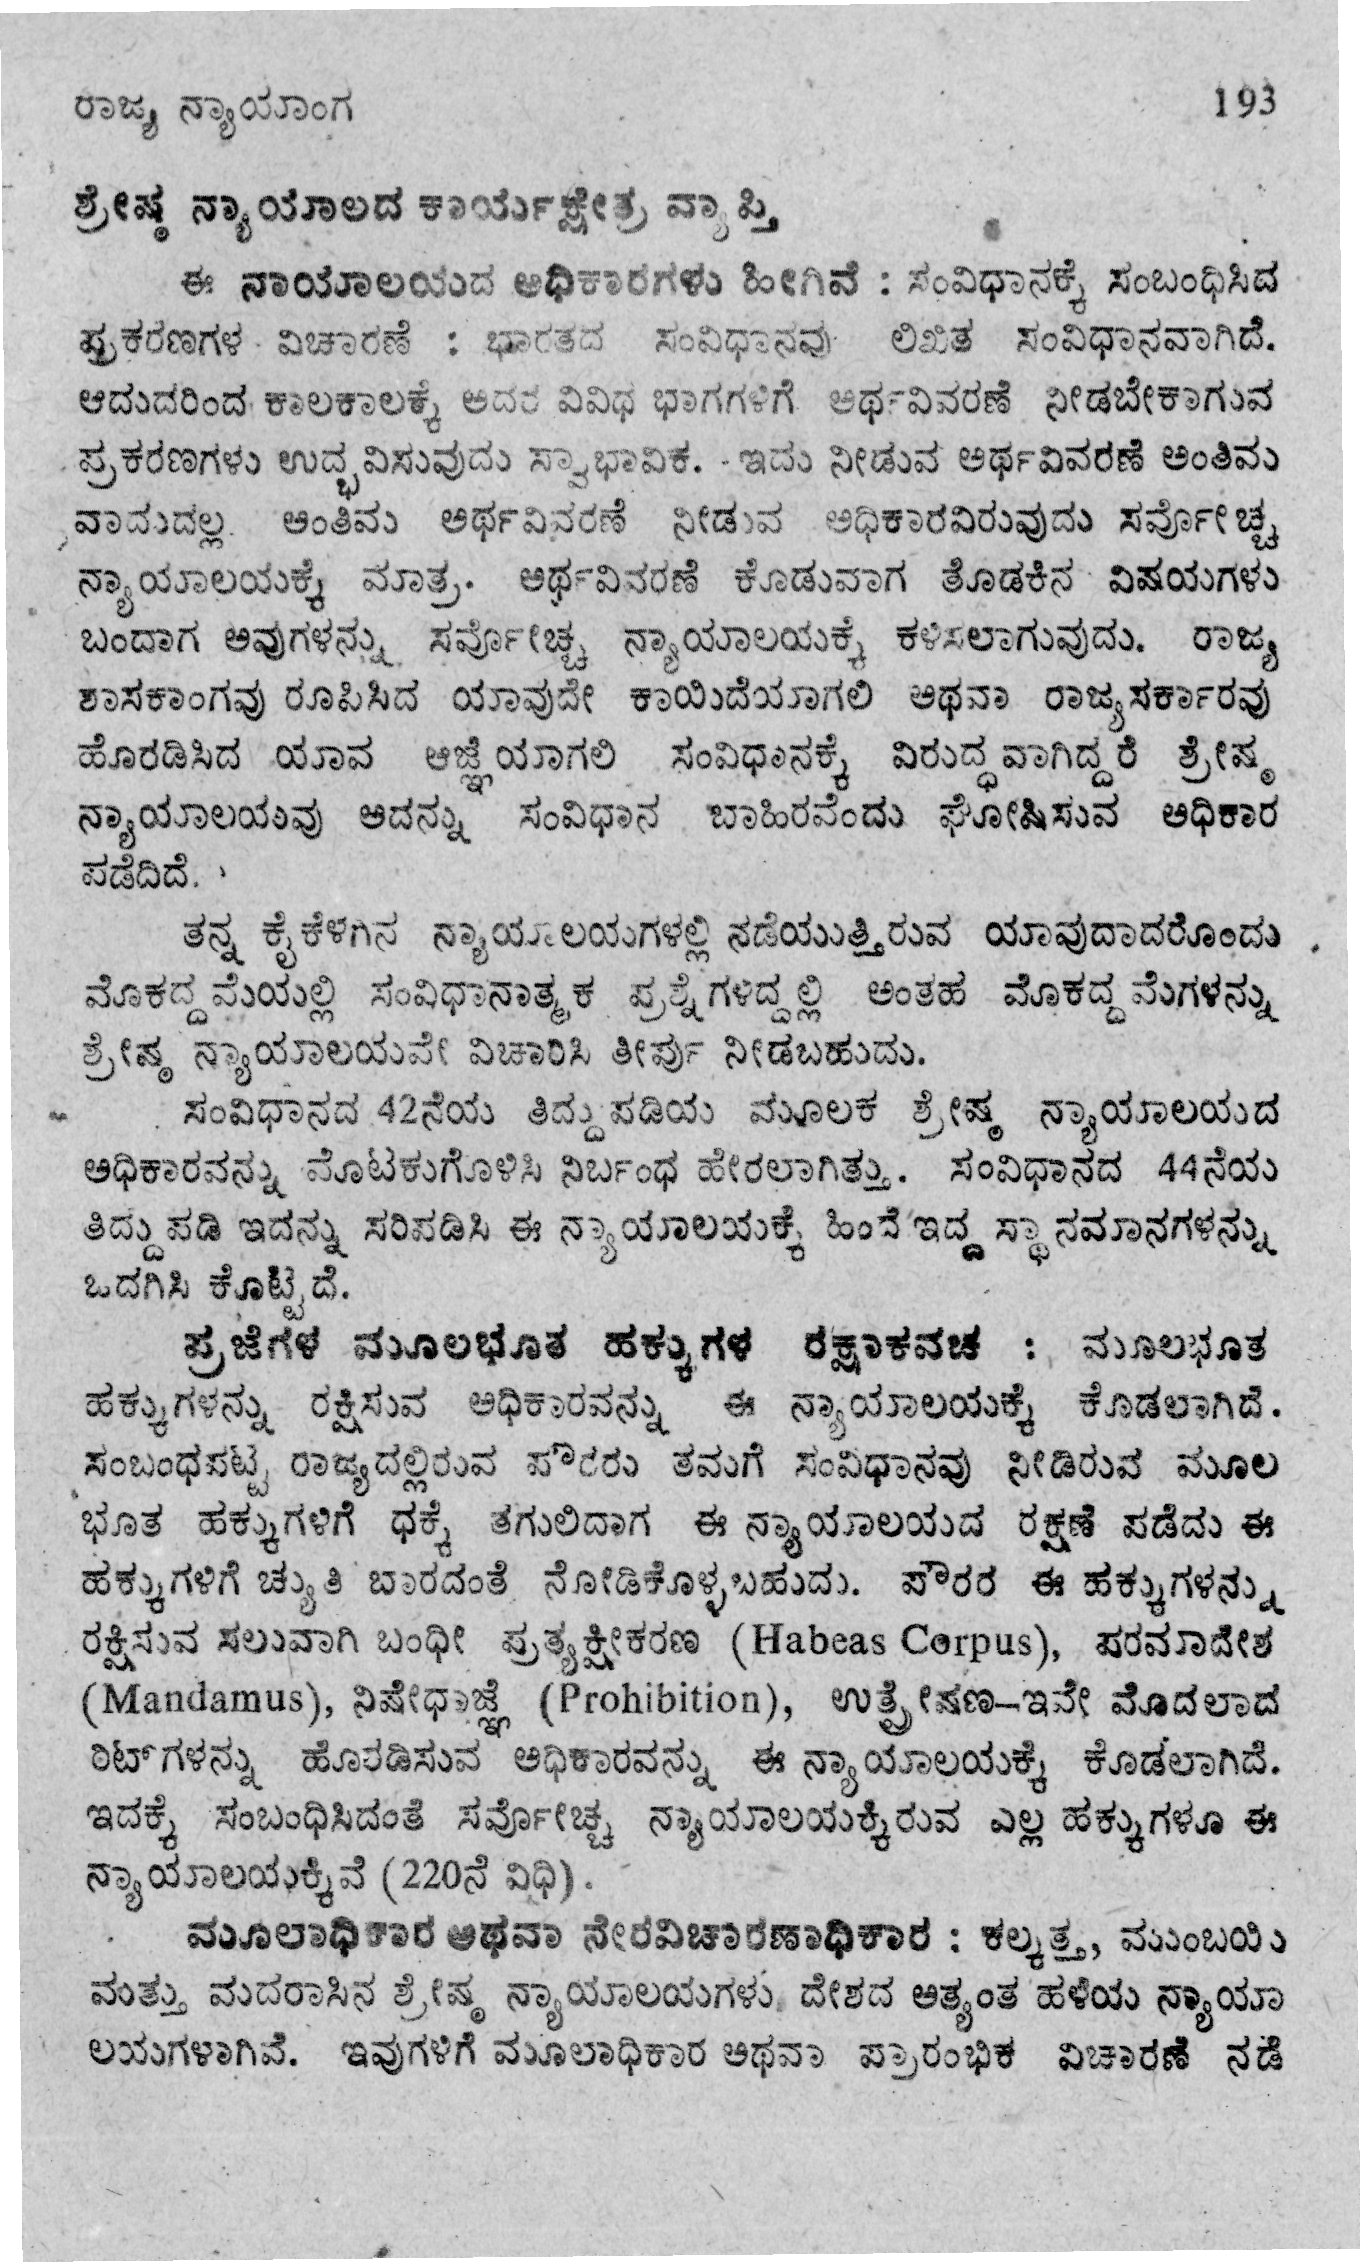 ರಾಜ್ಯ ನ್ಯಾಯಾಂಗ 193
ಶ್ರೇಷ್ಠ ನ್ಯಾಯಾಲದ ಕಾರ್ಯಕ್ಷೇತ್ರ ವ್ಯಾಪ್ತಿ
ಈ ನಾಯಾಲಯದ ಅಧಿಕಾರಗಳು ಹೀಗಿವೆ : ಸಂವಿಧಾನಕ್ಕೆ ಸಂಬಂಧಿಸಿದ
ಪ್ರಕರಣಗಳ ವಿಚಾರಣೆ : ಭಾರತದ ಸಂವಿಧಾನವು ಲಿಖಿತ ಸಂವಿಧಾನವಾಗಿದೆ.
ಆದುದರಿಂದ ಕಾಲಕಾಲಕ್ಕೆ ಅದರ ವಿವಿಧ ಭಾಗಗಳಿಗೆ ಅರ್ಥವಿವರಣೆ ನೀಡಬೇಕಾಗುವ
ಪ್ರಕರಣಗಳು ಉದ್ಭವಿಸುವುದು ಸ್ವಾಭಾವಿಕ. ಇದು ನೀಡುವ ಅರ್ಥವಿವರಣೆ ಅಂತಿಮ
ವಾದುದಲ್ಲ. ಅಂತಿಮ ಅರ್ಥವಿವರಣೆ ನೀಡುವ ಅಧಿಕಾರವಿರುವುದು ಸರ್ವೋಚ್ಚ
ನ್ಯಾಯಾಲಯಕ್ಕೆ ಮಾತ್ರ. ಅರ್ಥವಿವರಣೆ ಕೊಡುವಾಗ ತೊಡಕಿನ ವಿಷಯಗಳು
ಬಂದಾಗ ಅವುಗಳನ್ನು ಸರ್ವೋಚ್ಚ ನ್ಯಾಯಾಲಯಕ್ಕೆ ಕಳಿಸಲಾಗುವುದು. ರಾಜ್ಯ
ಶಾಸಕಾಂಗವು ರೂಪಿಸಿದ ಯಾವುದೇ ಕಾಯಿದೆಯಾಗಲಿ ಅಥವಾ ರಾಜ್ಯಸರ್ಕಾರವು
ಹೊರಡಿಸಿದ ಯಾವ ಆಜ್ಞೆಯಾಗಲಿ ಸಂವಿಧಾನಕ್ಕೆ ವಿರುದ್ಧವಾಗಿದ್ದರೆ ಶ್ರೇಷ್ಠ
ನ್ಯಾಯಾಲಯವು ಅದನ್ನು ಸಂವಿಧಾನ ಬಾಹಿರವೆಂದು ಘೋಷಿಸುವ ಅಧಿಕಾರ
ಪಡೆದಿದೆ.
ತನ್ನ ಕೈಕೆಳಗಿನ ನ್ಯಾಯಾಲಯಗಳಲ್ಲಿ ನಡೆಯುತ್ತಿರುವ ಯಾವುದಾದರೊಂದು
ಮೊಕದ್ದಮೆಯಲ್ಲಿ ಸಂವಿಧಾನಾತ್ಮಕ ಪ್ರಶ್ನೆಗಳಿದ್ದಲ್ಲಿ ಅಂತಹ ಮೊಕದ್ದಮೆಗಳನ್ನು
ಶ್ರೇಷ್ಠ ನ್ಯಾಯಾಲಯವೇ ವಿಚಾರಿಸಿ ತೀರ್ಪು ನೀಡಬಹುದು.
ಸಂವಿಧಾನದ 42ನೆಯ ತಿದ್ದುಪಡಿಯ ಮೂಲಕ ಶ್ರೇಷ್ಠ ನ್ಯಾಯಾಲಯದ
ಅಧಿಕಾರವನ್ನು ಮೊಟಕುಗೊಳಿಸಿ ನಿರ್ಬಂಧ ಹೇರಲಾಗಿತ್ತು. ಸಂವಿಧಾನದ 44ನೆಯ
ತಿದ್ದುಪಡಿ ಇದನ್ನು ಸರಿಪಡಿಸಿ ಈ ನ್ಯಾಯಾಲಯಕ್ಕೆ ಹಿಂದೆ ಇದ್ದ ಸ್ಥಾನಮಾನಗಳನ್ನು
ಒದಗಿಸಿ ಕೊಟ್ಟಿದೆ.
ಪ್ರಜೆಗಳ ಮೂಲಭೂತ ಹಕ್ಕುಗಳ ರಕ್ಷಾಕವಚ : ಮೂಲಭೂತ
ಹಕ್ಕುಗಳನ್ನು ರಕ್ಷಿಸುವ ಅಧಿಕಾರವನ್ನು ಈ ನ್ಯಾಯಾಲಯಕ್ಕೆ ಕೊಡಲಾಗಿದೆ.
ಸಂಬಂಧಪಟ್ಟ ರಾಜ್ಯದಲ್ಲಿರುವ ಪೌರರು ತಮಗೆ ಸಂವಿಧಾನವು ನೀಡಿರುವ ಮೂಲ
ಭೂತ ಹಕ್ಕುಗಳಿಗೆ ಧಕ್ಕೆ ತಗುಲಿದಾಗ ಈ ನ್ಯಾಯಾಲಯದ ರಕ್ಷಣೆ ಪಡೆದು ಈ
ಹಕ್ಕುಗಳಿಗೆ ಚ್ಯುತಿ ಬಾರದಂತೆ ನೋಡಿಕೊಳ್ಳಬಹುದು. ಪೌರರ ಈ ಹಕ್ಕುಗಳನ್ನು
ರಕ್ಷಿಸುವ ಸಲುವಾಗಿ ಬಂಧೀ ಪ್ರತ್ಯಕ್ಷೀಕರಣ (Habeas Corpus), ಪರಮಾದೇಶ
(Mandamus), ನಿಷೇಧಾಜ್ಞೆ (Prohibition), ಉತ್ಪ್ರೇಷಣ–ಇವೇ ಮೊದಲಾದ
ರಿಟ್‌ಗಳನ್ನು ಹೊರಡಿಸುವ ಅಧಿಕಾರವನ್ನು ಈ ನ್ಯಾಯಾಲಯಕ್ಕೆ ಕೊಡಲಾಗಿದೆ.
ಇದಕ್ಕೆ ಸಂಬಂಧಿಸಿದಂತೆ ಸರ್ವೋಚ್ಚ ನ್ಯಾಯಾಲಯಕ್ಕಿರುವ ಎಲ್ಲ ಹಕ್ಕುಗಳೂ ಈ
ನ್ಯಾಯಾಲಯಕ್ಕಿವೆ (220ನೆ ವಿಧಿ).
ಮೂಲಾಧಿಕಾರ ಅಥವಾ ನೇರವಿಚಾರಣಾಧಿಕಾರ : ಕಲ್ಕತ್ತ, ಮುಂಬಯಿ
ಮತ್ತು ಮದರಾಸಿನ ಶ್ರೇಷ್ಠ ನ್ಯಾಯಾಲಯಗಳು ದೇಶದ ಅತ್ಯಂತ ಹಳೆಯ ನ್ಯಾಯಾ
ಲಯಗಳಾಗಿವೆ. ಇವುಗಳಿಗೆ ಮೂಲಾಧಿಕಾರ ಅಥವಾ ಪ್ರಾರಂಭಿಕ ವಿಚಾರಣೆ ನಡೆ